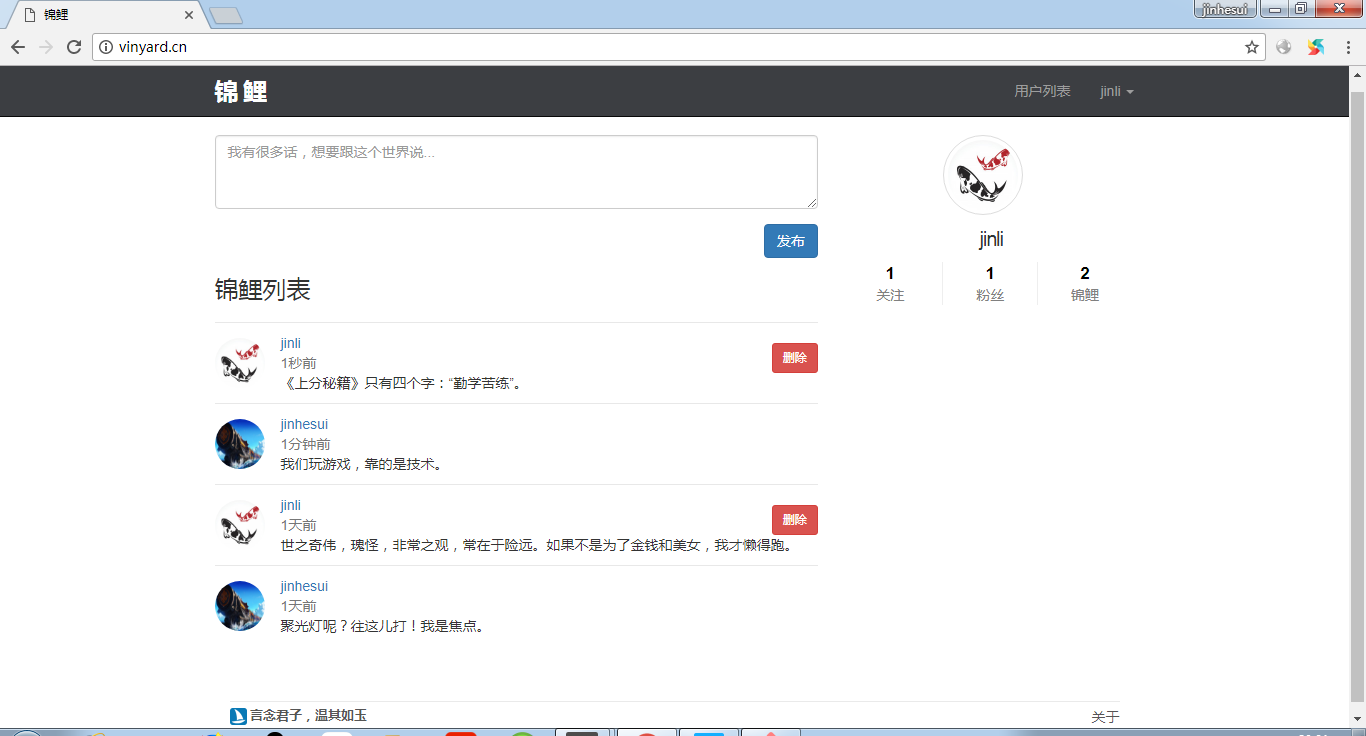 锦鲤
jinhesui
vinyard.cn
锦 鲤
用户列表
jinli
我有很多话，想要跟这个世界说...
发布
jinli
1
1
2
关注
粉丝
锦鲤
锦鲤列表
jinli
1秒前
删除
《上分秘籍》只有四个字：“勤学苦练”。
jinhesui
1分钟前
我们玩游戏，靠的是技术。
jinli
1天前
删除
世之奇伟，瑰怪，非常之观，常在于险远。如果不是为了金钱和美女，我才懒得跑。
jinhesui
1天前
聚光灯呢？往这儿打！我是焦点。
言念君子，温其如玉
关于